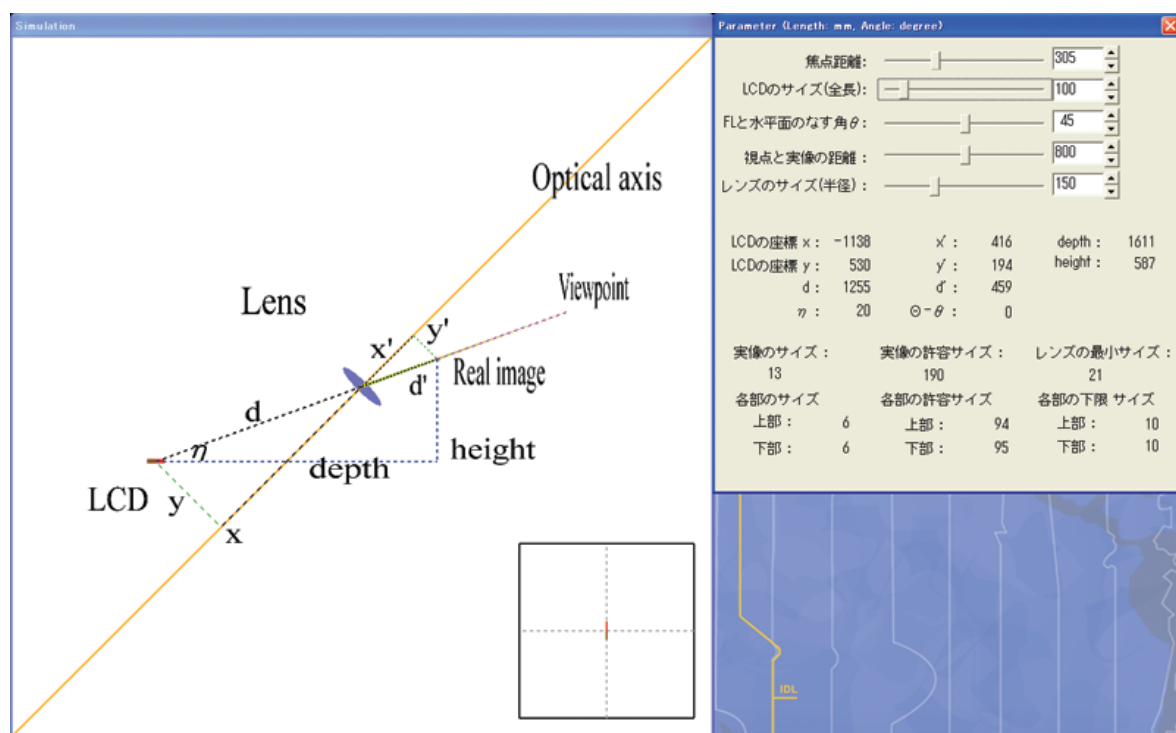 Simulation
Optical axis
Viewpoint
Lens
y'
x'
Real image
d'
d
η
height
depth
LCD
y
x
Parameter (Length: mm, Angle: degree)
焦点距離: 305
LCDのサイズ(全長): 100
FLと水平面のなす角θ: 45
視点と実像の距離: 800
レンズのサイズ(半径): 150
LCDの座標 x: -1138 x': 416 depth: 1611
LCDの座標 y: 530 y': 194 height: 587
d: 1255 d': 459
η: 20 Θ-θ: 0
実像のサイズ: 実像の許容サイズ: レンズの最小サイズ:
13 190 21
各部のサイズ 各部の許容サイズ 各部の下限 サイズ
上部: 6 上部: 94 上部: 10
下部: 6 下部: 95 下部: 10
IDL